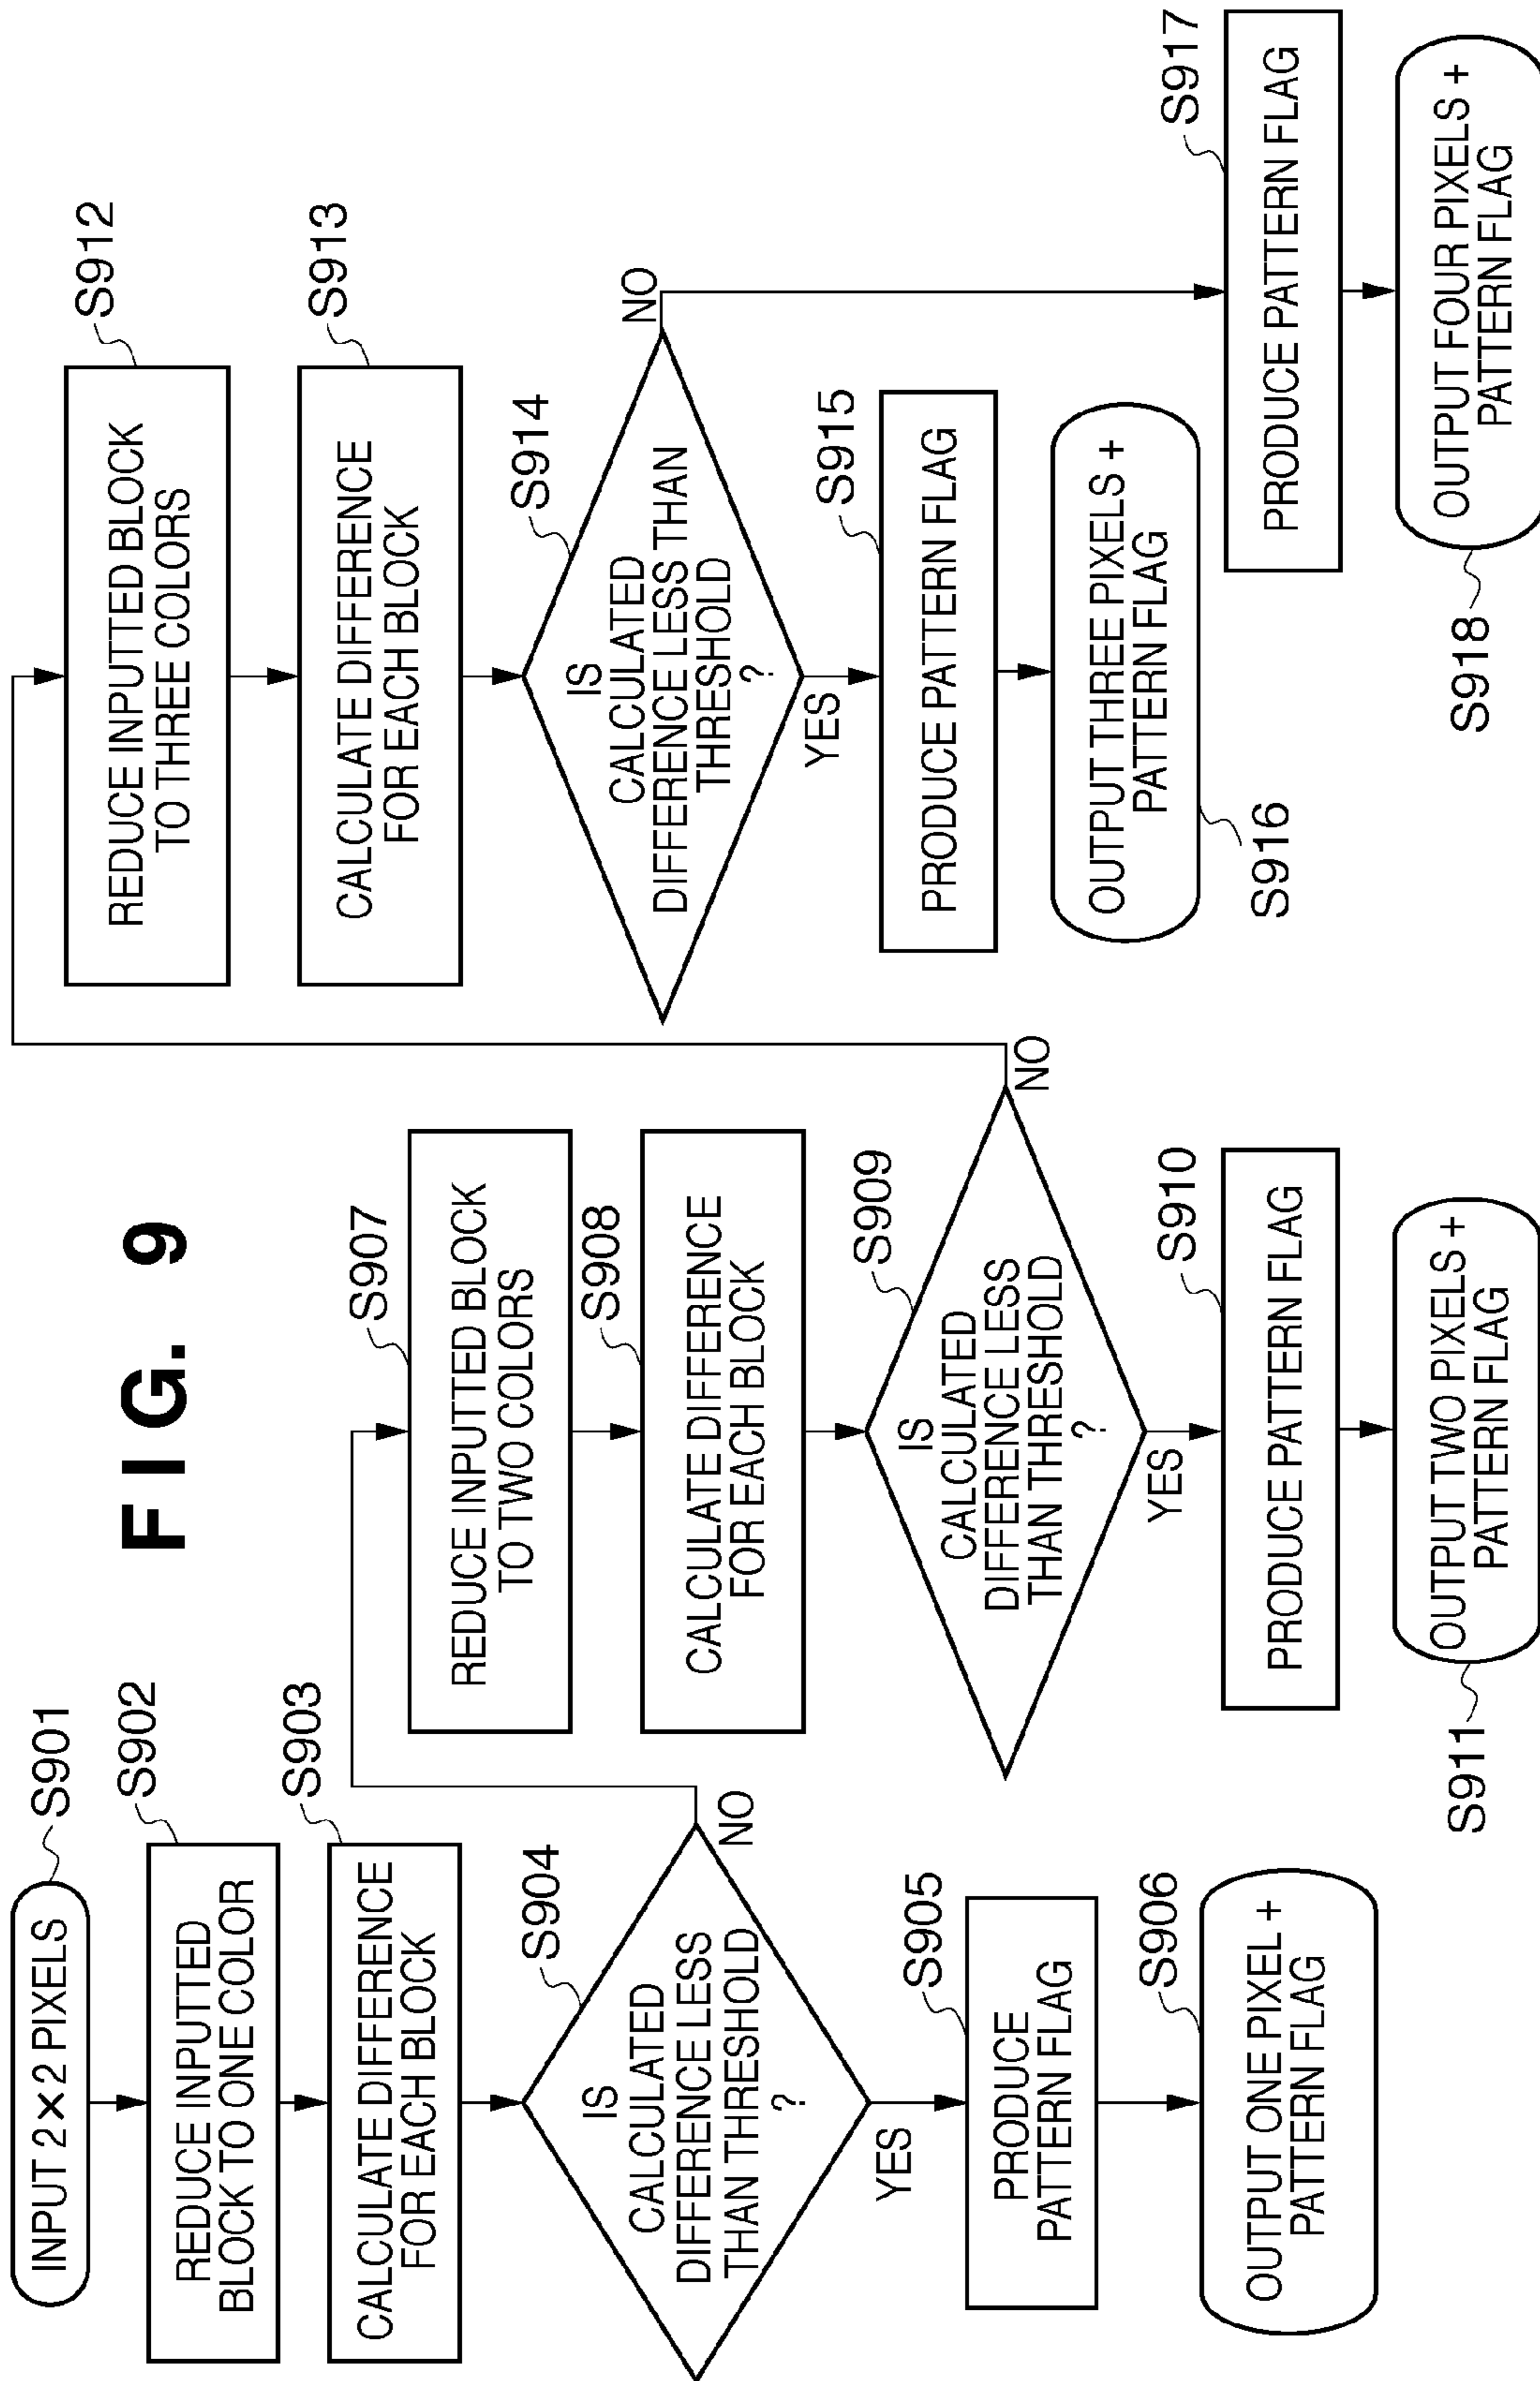 FIG. 9
INPUT 2×2 PIXELS
S901
REDUCE INPUTTED
BLOCK TO ONE COLOR
S902
CALCULATE DIFFERENCE
FOR EACH BLOCK
S903
IS
CALCULATED
DIFFERENCE LESS
THAN THRESHOLD
?
S904
NO
YES
PRODUCE
PATTERN FLAG
S905
OUTPUT ONE PIXEL +
PATTERN FLAG
S906
REDUCE INPUTTED BLOCK
TO TWO COLORS
S907
CALCULATE DIFFERENCE
FOR EACH BLOCK
S908
IS
CALCULATED
DIFFERENCE LESS
THAN THRESHOLD
?
S909
NO
YES
PRODUCE PATTERN FLAG
S910
OUTPUT TWO PIXELS +
PATTERN FLAG
S911
REDUCE INPUTTED BLOCK
TO THREE COLORS
S912
CALCULATE DIFFERENCE
FOR EACH BLOCK
S913
IS
CALCULATED
DIFFERENCE LESS THAN
THRESHOLD
?
S914
NO
YES
PRODUCE PATTERN FLAG
S915
OUTPUT THREE PIXELS +
PATTERN FLAG
S916
PRODUCE PATTERN FLAG
S917
OUTPUT FOUR PIXELS +
PATTERN FLAG
S918